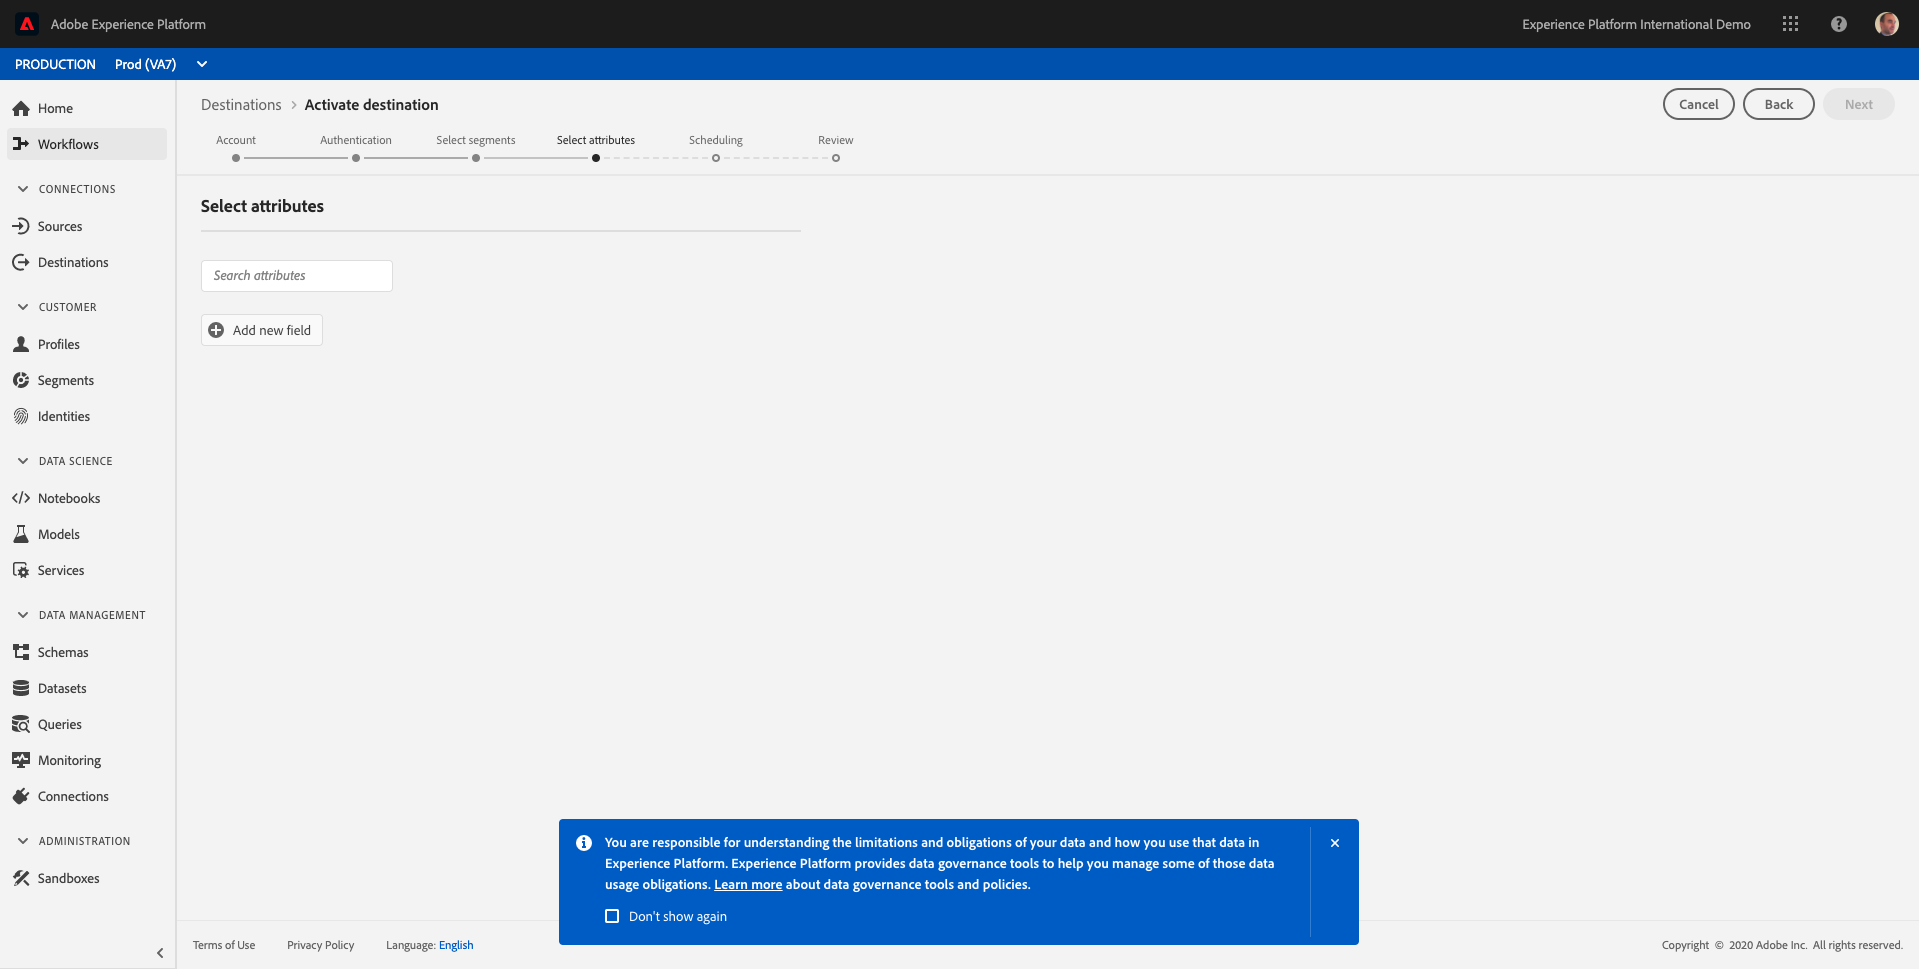 Adobe Experience Platform
Experience Platform International Demo
PRODUCTION Prod (VA7)
Home
Workflows
CONNECTIONS
Sources
Destinations
CUSTOMER
Profiles
Segments
Identities
DATA SCIENCE
Notebooks
Models
Services
DATA MANAGEMENT
Schemas
Datasets
Queries
Monitoring
Connections
ADMINISTRATION
Sandboxes
Destinations > Activate destination
Cancel Back Next
Account Authentication Select segments Select attributes Scheduling Review
Select attributes
Search attributes
Add new field
You are responsible for understanding the limitations and obligations of your data and how you use that data in
Experience Platform. Experience Platform provides data governance tools to help you manage some of those data
usage obligations. Learn more about data governance tools and policies.
Don't show again
Terms of Use Privacy Policy Language: English
Copyright © 2020 Adobe Inc. All rights reserved.